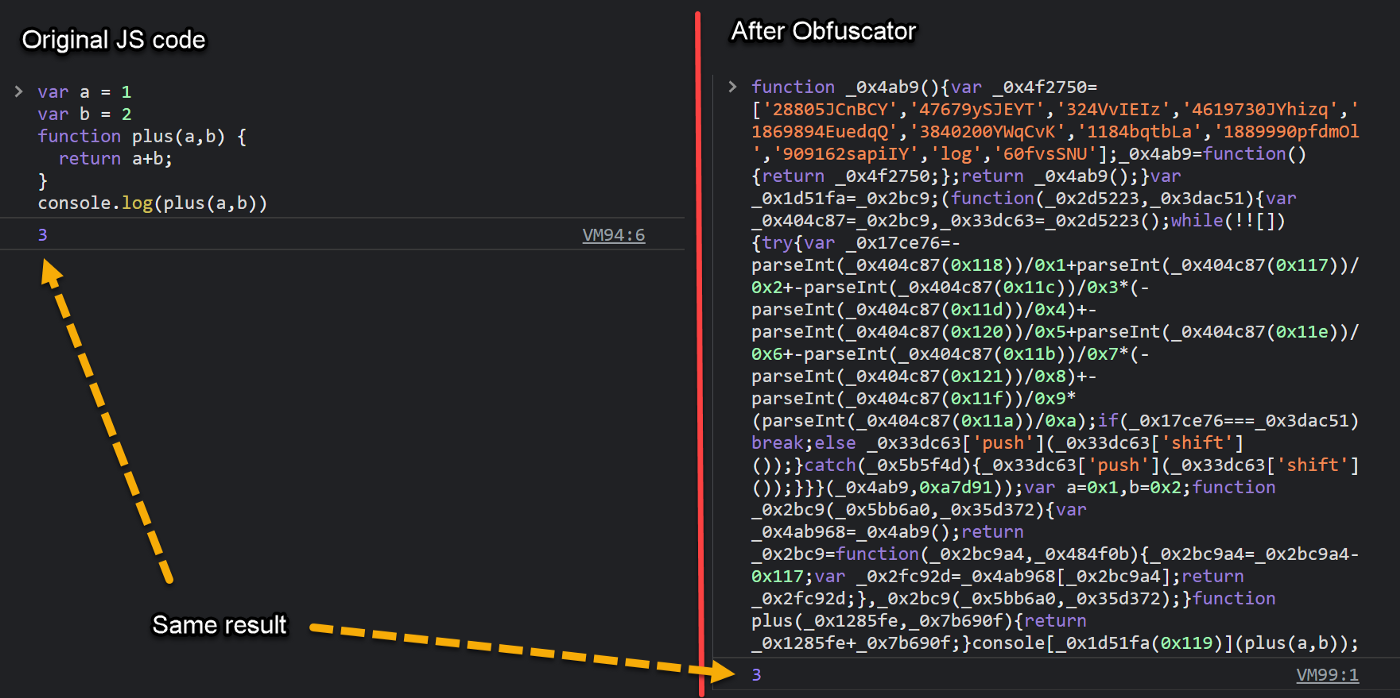 Original JS code
var a = 1
var b = 2
function plus(a,b) {
  return a+b;
}
console.log(plus(a,b))
3 VM94:6
Same result
After Obfuscator
function _0x4ab9(){var _0x4f2750=
['28805JCnBCY','47679ySJEYT','324VvIEIz','4619730JYhizq','
1869894EuedqQ','3840200YWqCvK','1184bqtbLa','1889990pfdmOl
','909162sapiIY','log','60fvsSNU'];_0x4ab9=function()
{return _0x4f2750;};return _0x4ab9();}var
_0x1d51fa=_0x2bc9;(function(_0x2d5223,_0x3dac51){var
_0x404c87=_0x2bc9,_0x33dc63=_0x2d5223();while(!![])
{try{var _0x17ce76=-
parseInt(_0x404c87(0x118))/0x1+parseInt(_0x404c87(0x117))/
0x2+-parseInt(_0x404c87(0x11c))/0x3*(-
parseInt(_0x404c87(0x11d))/0x4)+-
parseInt(_0x404c87(0x120))/0x5+parseInt(_0x404c87(0x11e))/
0x6+-parseInt(_0x404c87(0x11b))/0x7*(-
parseInt(_0x404c87(0x121))/0x8)+-
parseInt(_0x404c87(0x11f))/0x9*
(parseInt(_0x404c87(0x11a))/0xa);if(_0x17ce76===_0x3dac51)
break;else _0x33dc63['push'](_0x33dc63['shift']
());}catch(_0x5b5f4d){_0x33dc63['push'](_0x33dc63['shift']
());}}}(_0x4ab9,0xa7d91));var a=0x1,b=0x2;function
_0x2bc9(_0x5bb6a0,_0x35d372){var
_0x4ab968=_0x4ab9();return
_0x2bc9=function(_0x2bc9a4,_0x484f0b){_0x2bc9a4=_0x2bc9a4-
0x117;var _0x2fc92d=_0x4ab968[_0x2bc9a4];return
_0x2fc92d;},_0x2bc9(_0x5bb6a0,_0x35d372);}function
plus(_0x1285fe,_0x7b690f){return
_0x1285fe+_0x7b690f;}console[_0x1d51fa(0x119)](plus(a,b));
3 VM99:1